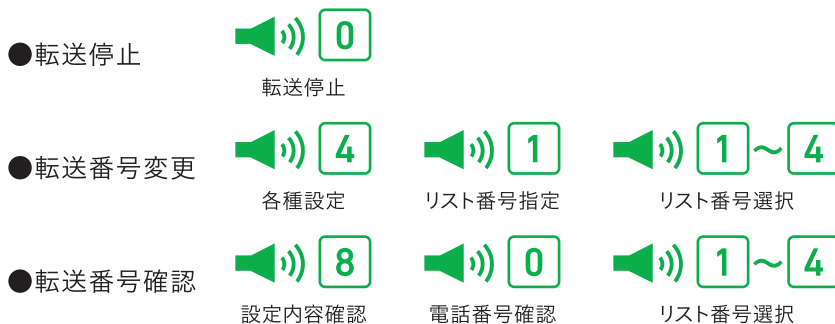 ●転送停止 0
転送停止
●転送番号変更 4 1 1～4
各種設定 リスト番号指定 リスト番号選択
●転送番号確認 8 0 1～4
設定内容確認 電話番号確認 リスト番号選択